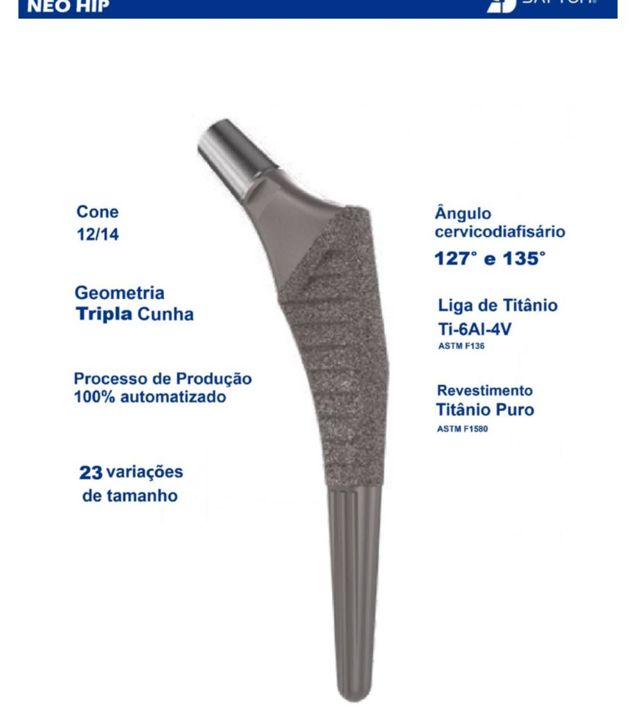 NEO HIP
Cone
12/14
Geometria
Tripla Cunha
Processo de Produção
100% automatizado
23 variações
de tamanho
Ângulo
cervicodiafisário
127° e 135°
Liga de Titânio
Ti-6Al-4V
ASTM F136
Revestimento
Titânio Puro
ASTM F1580